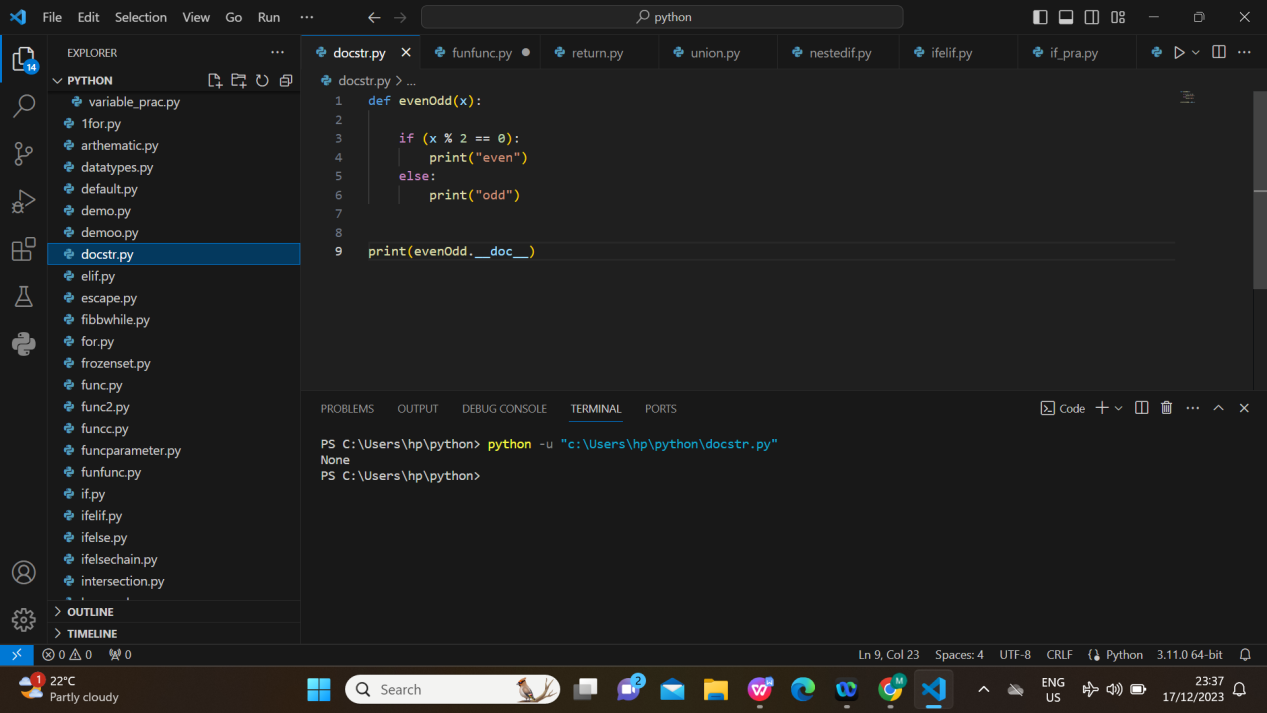 File Edit Selection View Go Run ···
python
EXPLORER ···
docstr.py
funfunc.py
return.py
union.py
nestedif.py
ifelif.py
if_pra.py
···
14
PYTHON
docstr.py > ...
variable_prac.py
1for.py
arthematic.py
datatypes.py
default.py
demo.py
demoo.py
docstr.py
elif.py
escape.py
fibbwhile.py
for.py
frozenset.py
func.py
func2.py
funcc.py
funcparameter.py
funfunc.py
if.py
ifelif.py
ifelse.py
ifelsechain.py
intersection.py
OUTLINE
TIMELINE
1 def evenOdd(x):
2
3 if (x % 2 == 0):
4 print("even")
5 else:
6 print("odd")
7
8
9 print(evenOdd.__doc__)
PROBLEMS OUTPUT DEBUG CONSOLE TERMINAL PORTS
Code ···
PS C:\Users\hp\python> python -u "c:\Users\hp\python\docstr.py"
None
PS C:\Users\hp\python>
0 0 0
Ln 9, Col 23 Spaces: 4 UTF-8 CRLF Python 3.11.0 64-bit
1
22°C
Partly cloudy
Search
2
M
ENG
US
23:37
17/12/2023